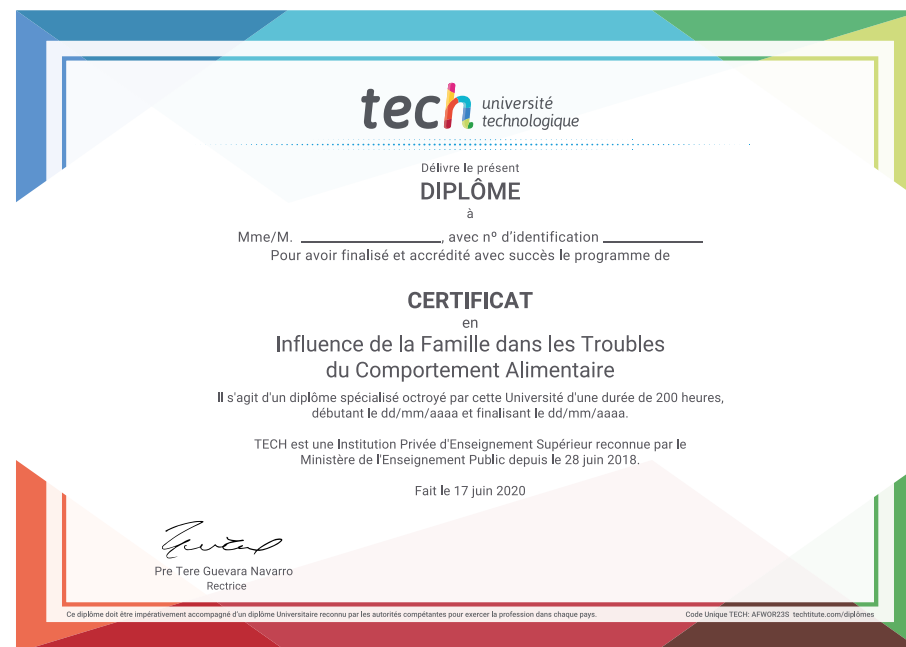 tech université
technologique
Délivre le présent
DIPLÔME
à
Mme/M. ____________________, avec nº d'identification ______________
Pour avoir finalisé et accrédité avec succès le programme de
CERTIFICAT
en
Influence de la Famille dans les Troubles
du Comportement Alimentaire
Il s'agit d'un diplôme spécialisé octroyé par cette Université d'une durée de 200 heures,
débutant le dd/mm/aaaa et finalisant le dd/mm/aaaa.
TECH est une Institution Privée d'Enseignement Supérieur reconnue par le
Ministère de l'Enseignement Public depuis le 28 juin 2018.
Fait le 17 juin 2020
Pre Tere Guevara Navarro
Rectrice
Ce diplôme doit être impérativement accompagné d'un diplôme Universitaire reconnu par les autorités compétantes pour exercer la profession dans chaque pays.
Code Unique TECH: AFWOR23S techtitute.com/diplômes